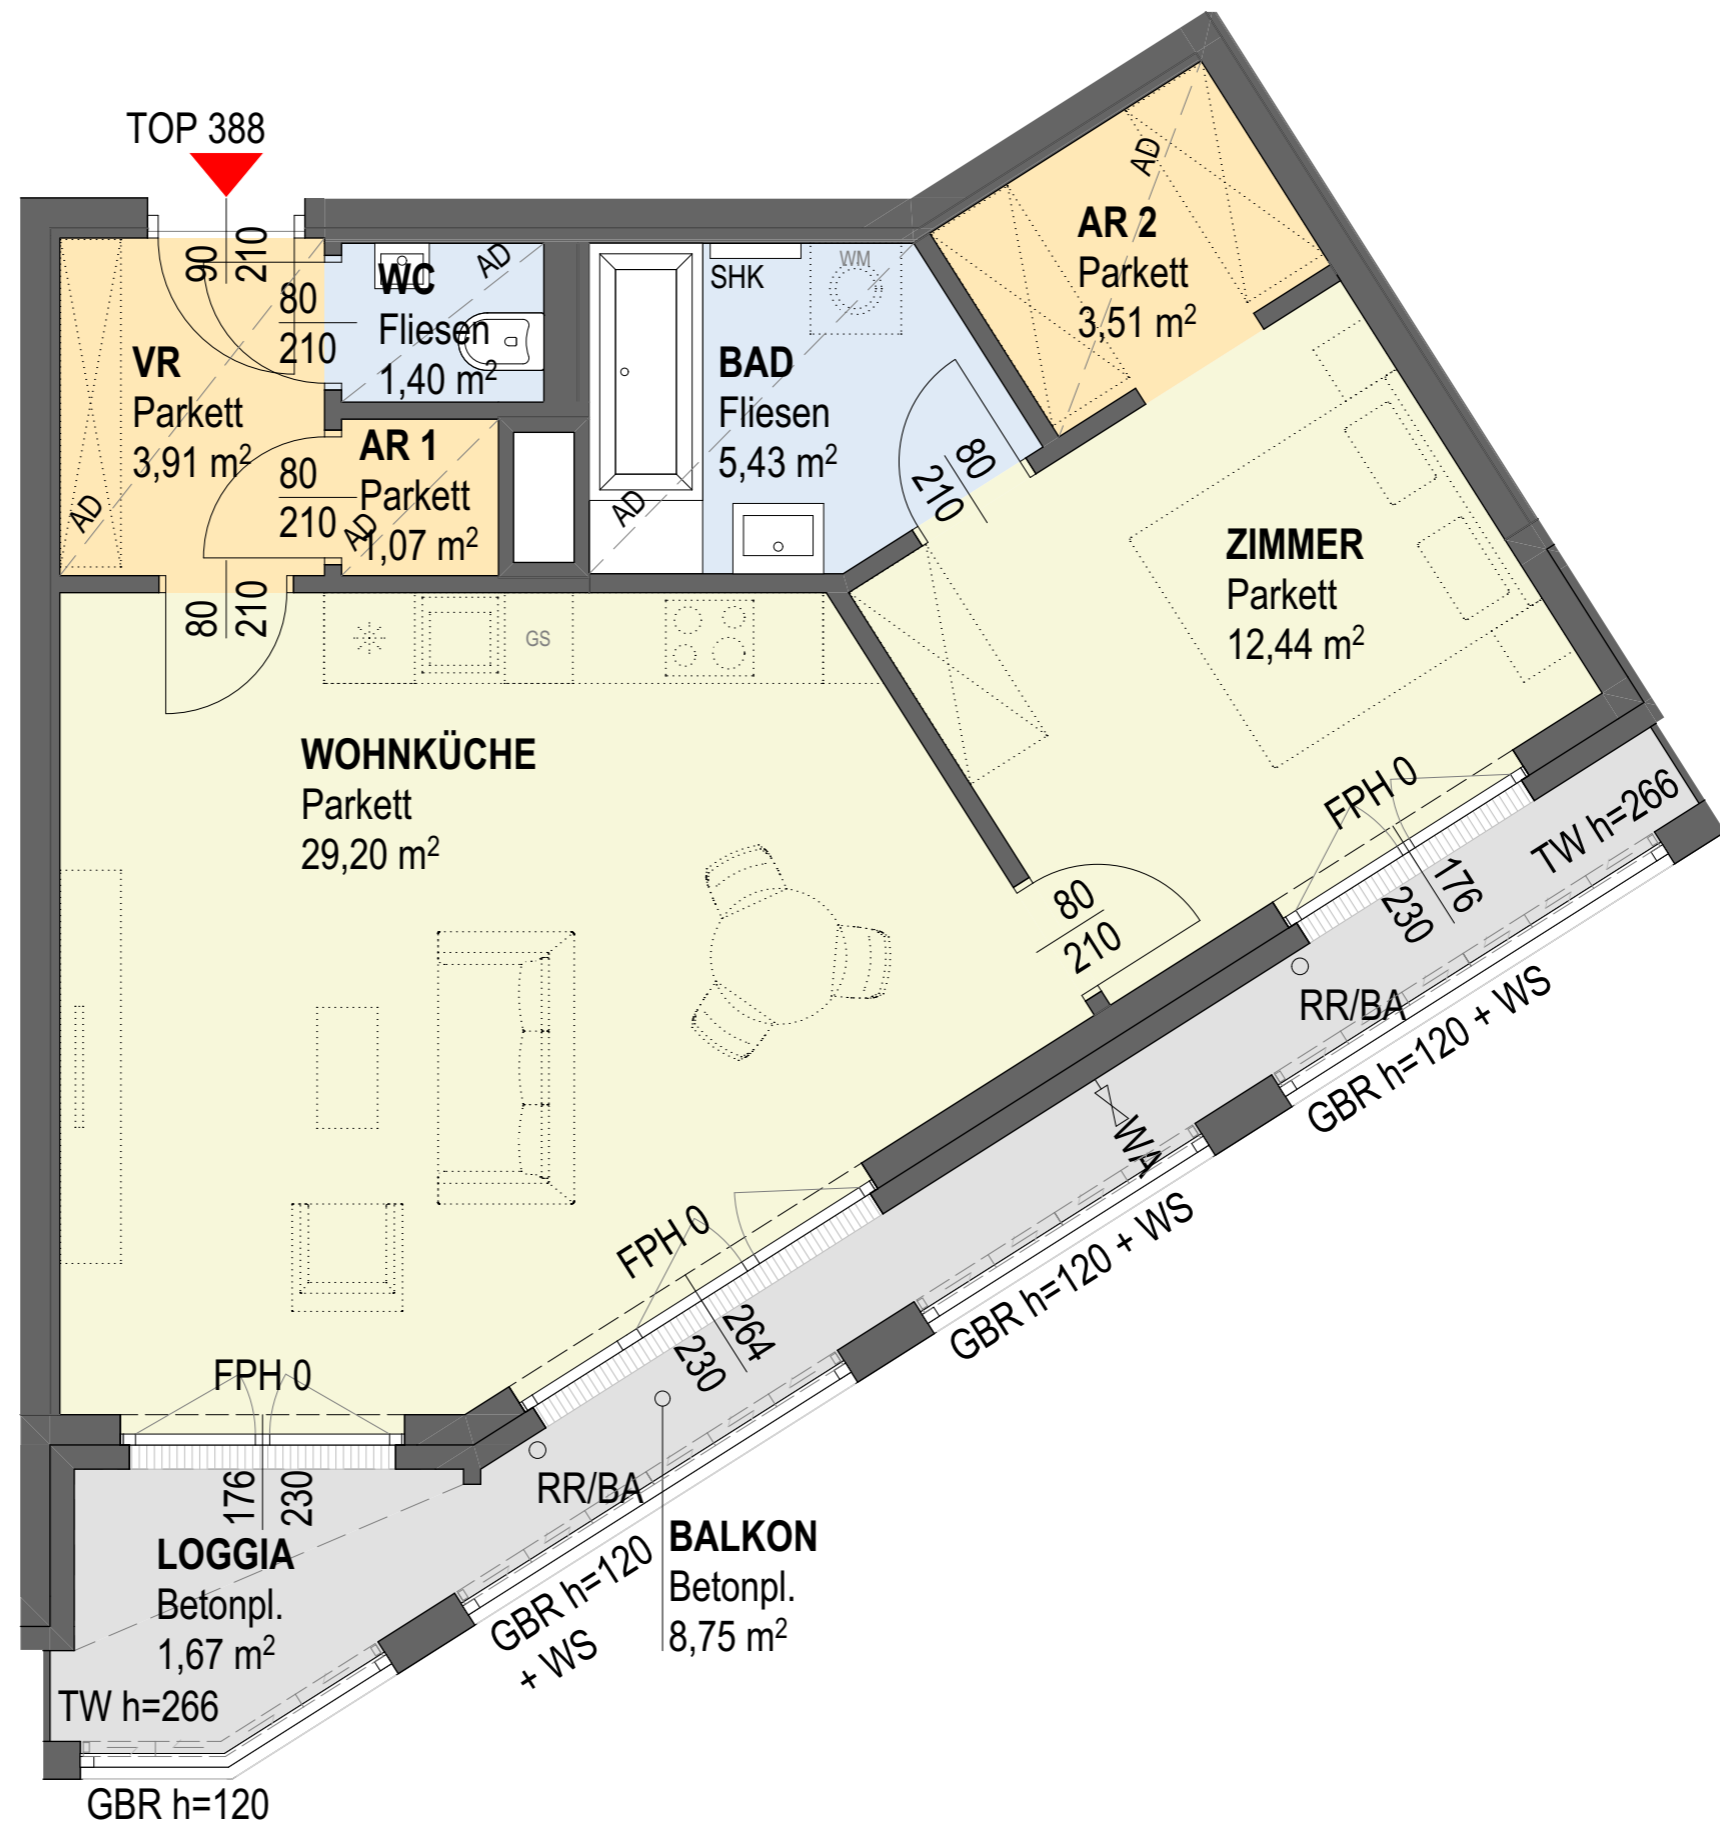 TOP 388
90
210
WC
Fliesen
1,40 m²
AD
80
210
VR
Parkett
3,91 m²
AD
AR 1
Parkett
1,07 m²
AD
80
210
80
210
SHK
WM
BAD
Fliesen
5,43 m²
AD
80
210
AR 2
Parkett
3,51 m²
AD
ZIMMER
Parkett
12,44 m²
GS
WOHNKÜCHE
Parkett
29,20 m²
80
210
FPH 0
176
230
TW h=266
RR/BA
GBR h=120 + WS
WA
GBR h=120 + WS
FPH 0
264
230
FPH 0
176
230
RR/BA
BALKON
Betonpl.
8,75 m²
GBR h=120
+ WS
LOGGIA
Betonpl.
1,67 m²
TW h=266
GBR h=120